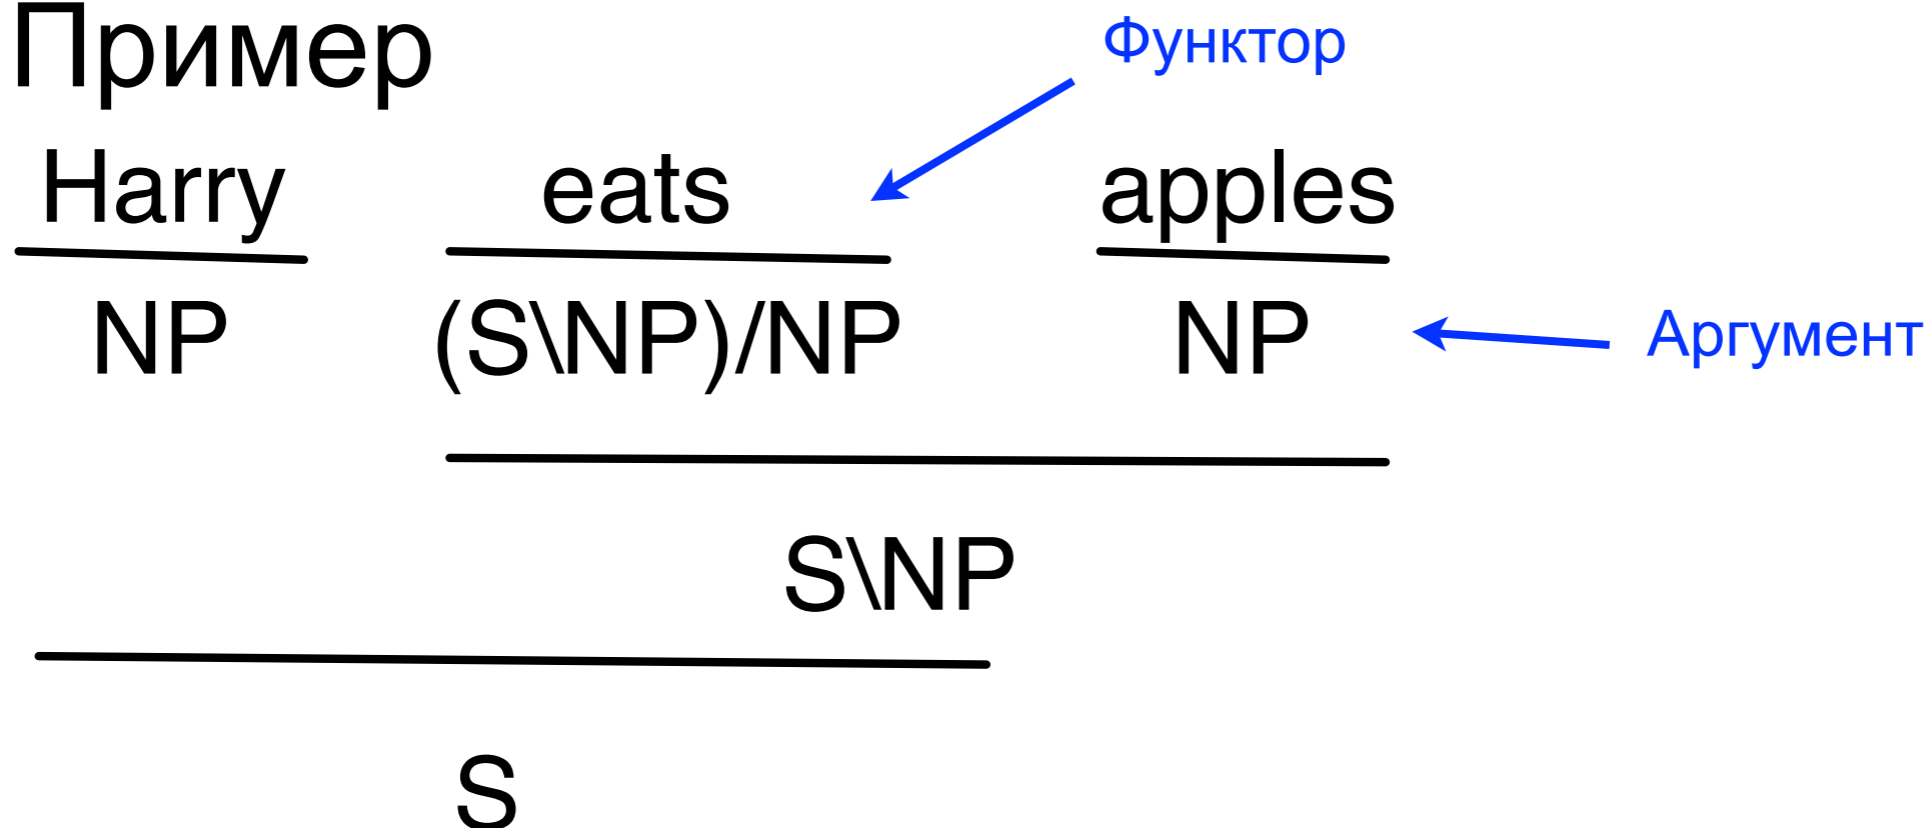 Пример
Функтор
Harry eats apples
NP (S\NP)/NP NP
Аргумент
S\NP
S